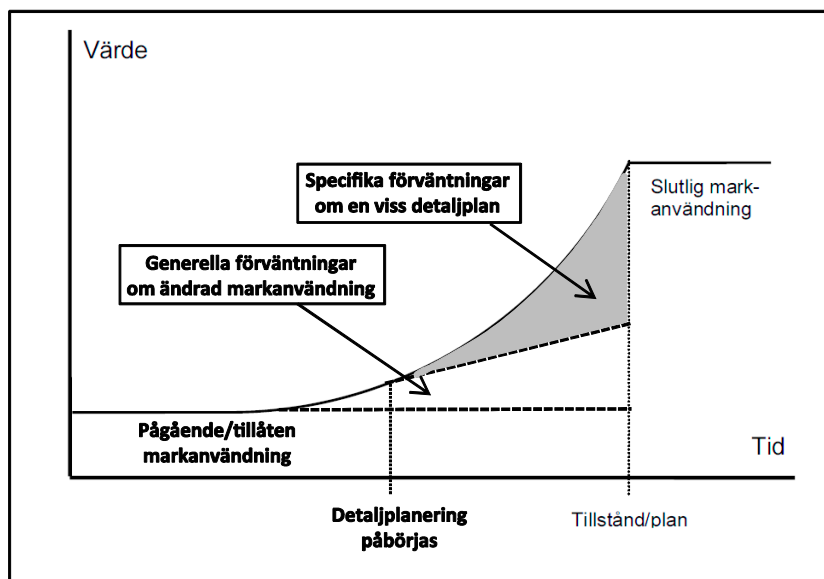 Värde
Specifika förväntningar
om en viss detaljplan
Slutlig mark-
användning
Generella förväntningar
om ändrad markanvändning
Pågående/tillåten
markanvändning
Tid
Detaljplanering
påbörjas
Tillstånd/plan